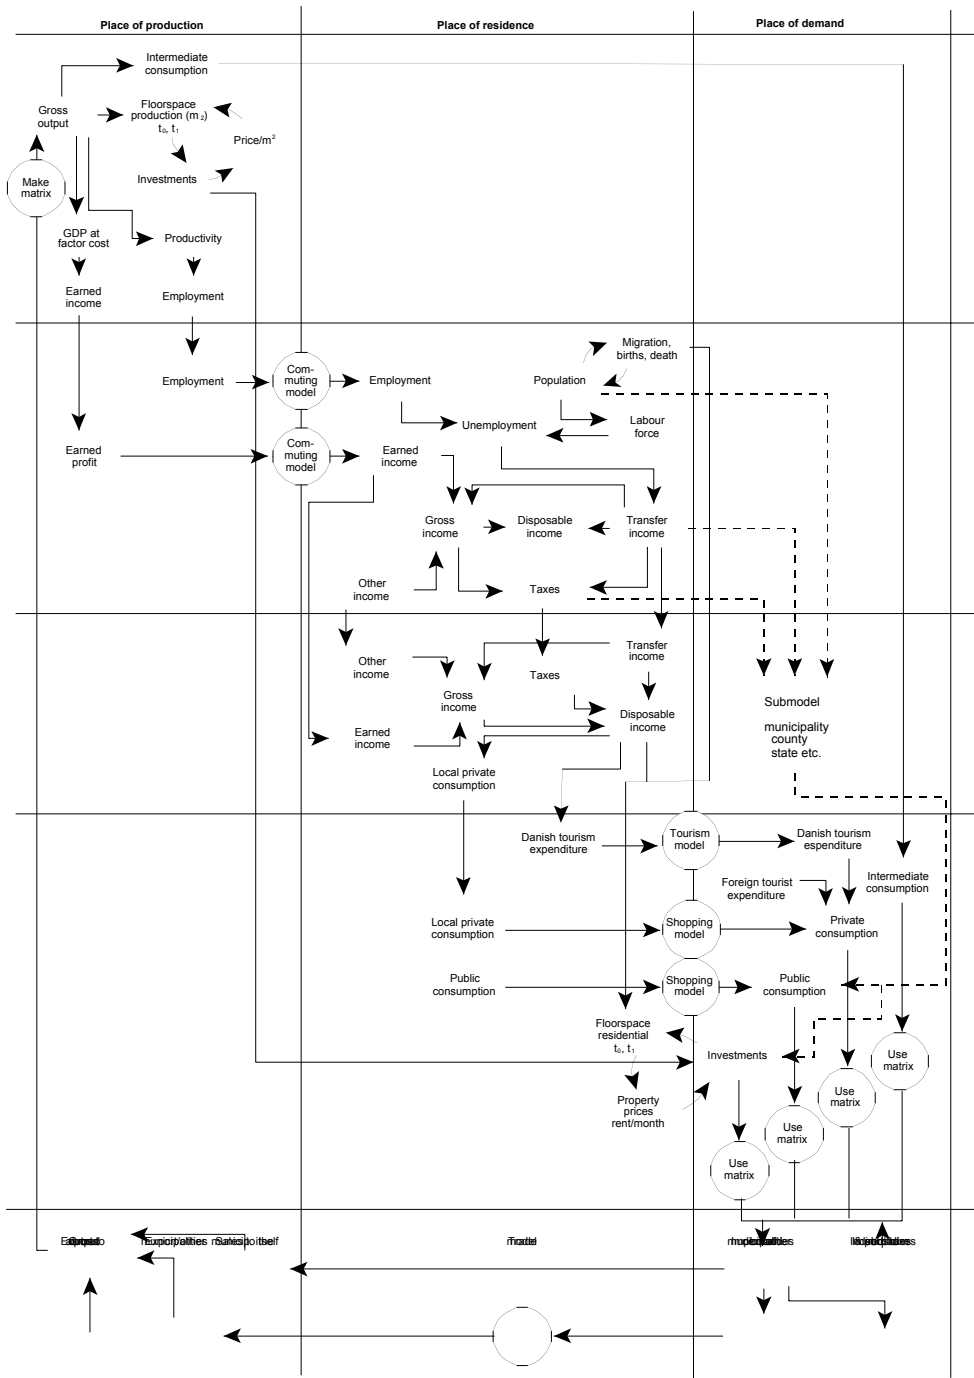 Place of production
Place of residence
Place of demand
Intermediate
consumption
Gross
output
Floorspace
production (m₂)
t₀, t₁
Price/m²
Investments
Make
matrix
GDP at
factor cost
Productivity
Earned
income
Employment
Migration,
births, death
Employment
Com-
muting
model
Employment
Population
Unemployment
Labour
force
Earned
profit
Com-
muting
model
Earned
income
Gross
income
Disposable
income
Transfer
income
Other
income
Taxes
Other
income
Transfer
income
Taxes
Gross
income
Disposable
income
Earned
income
Local private
consumption
Submodel
municipality
county
state etc.
Danish tourism
expenditure
Tourism
model
Danish tourism
espenditure
Foreign tourist
expenditure
Intermediate
consumption
Local private
consumption
Shopping
model
Private
consumption
Public
consumption
Shopping
model
Public
consumption
Floorspace
residential
t₀, t₁
Investments
Property
prices
rent/month
Use
matrix
Use
matrix
Use
matrix
Use
matrix